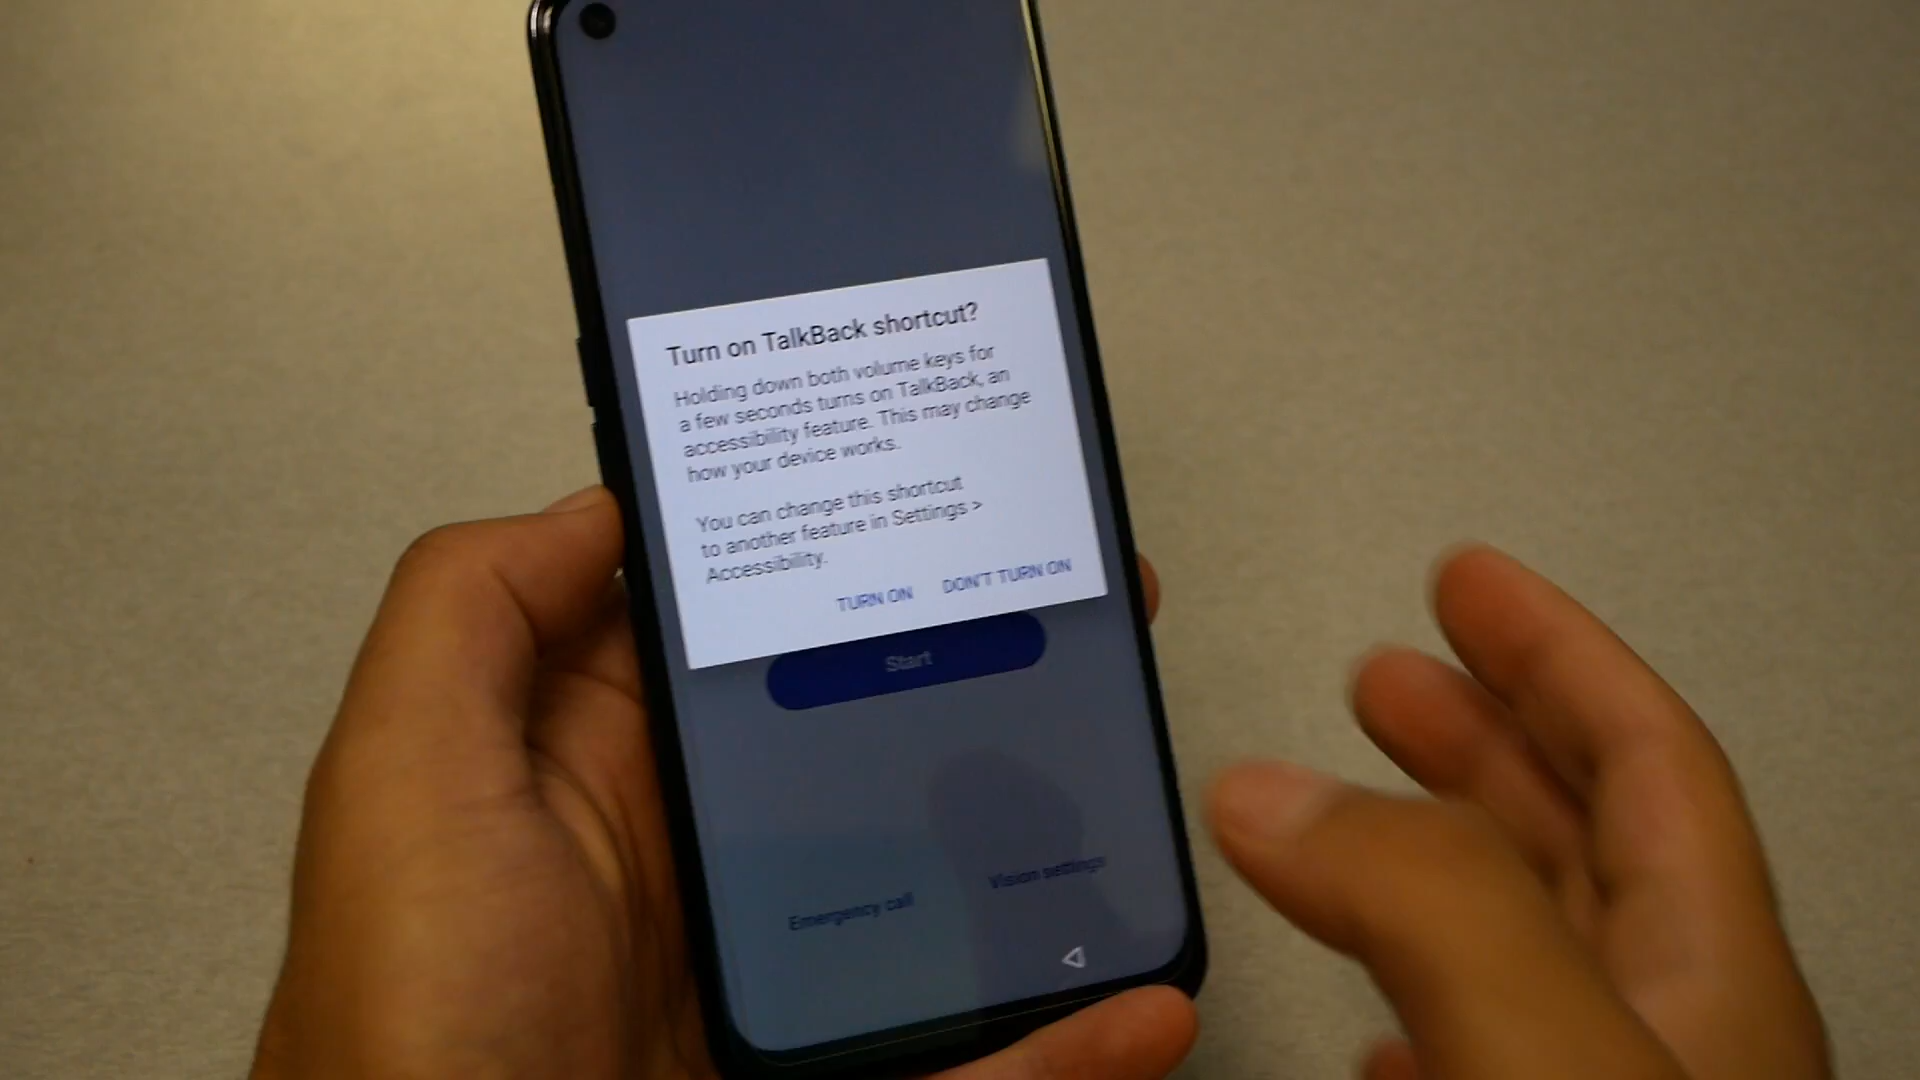 Turn on TalkBack shortcut?
Holding down both volume keys for
a few seconds turns on TalkBack, an
accessibility feature. This may change
how your device works.
You can change this shortcut
to another feature in Settings >
Accessibility.
TURN ON DON'T TURN ON
Start
Vision settings
Emergency call